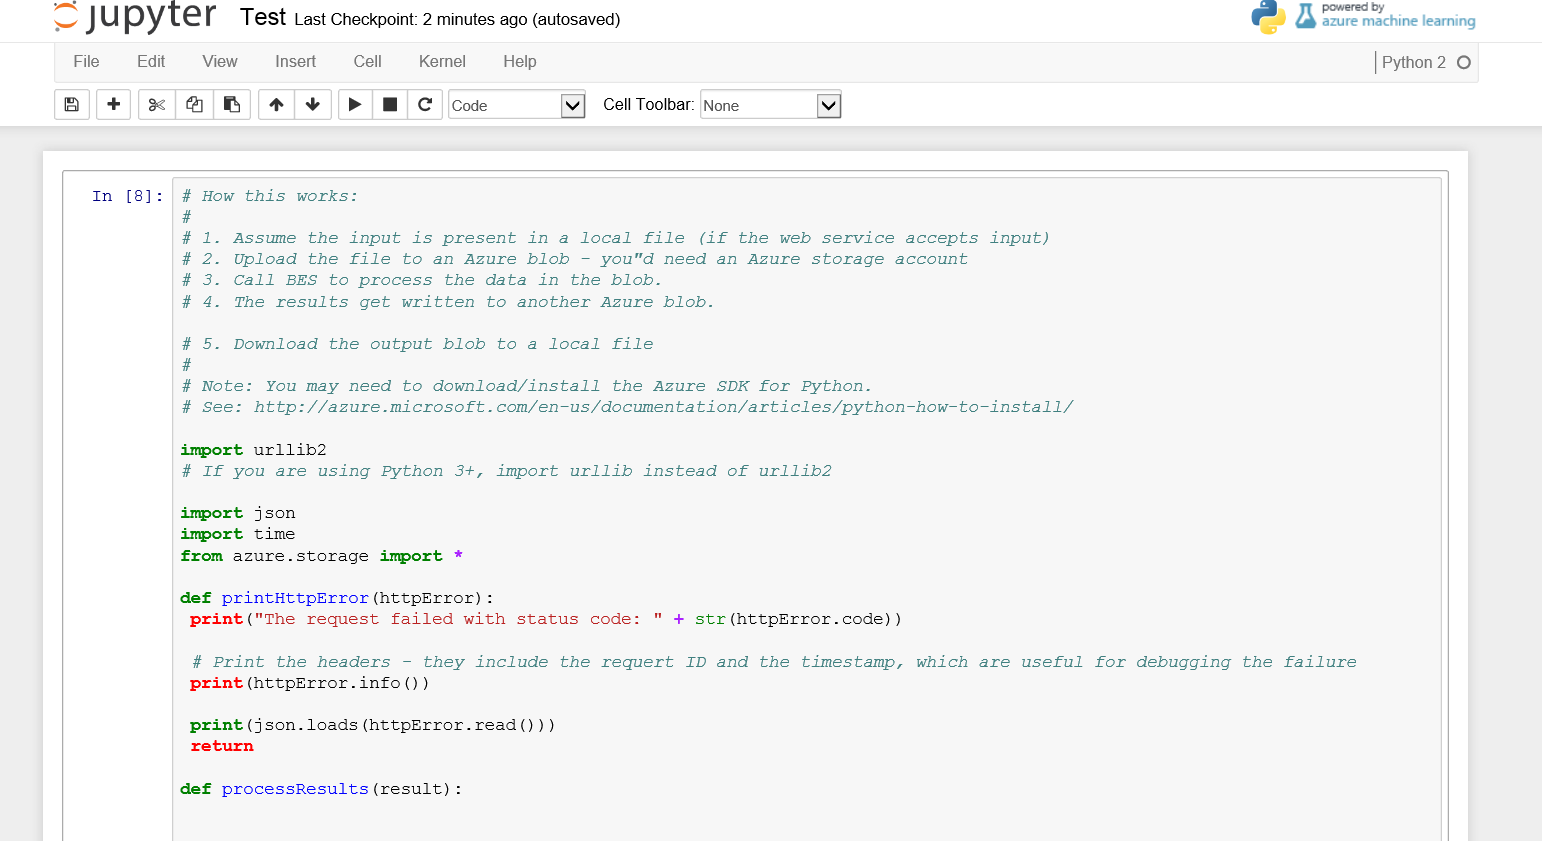 jupyter Test Last Checkpoint: 2 minutes ago (autosaved)
powered by
azure machine learning
File Edit View Insert Cell Kernel Help
Python 2
Code Cell Toolbar: None
In [8]: # How this works:
#
# 1. Assume the input is present in a local file (if the web service accepts input)
# 2. Upload the file to an Azure blob - you"d need an Azure storage account
# 3. Call BES to process the data in the blob.
# 4. The results get written to another Azure blob.
# 5. Download the output blob to a local file
#
# Note: You may need to download/install the Azure SDK for Python.
# See: http://azure.microsoft.com/en-us/documentation/articles/python-how-to-install/
import urllib2
# If you are using Python 3+, import urllib instead of urllib2
import json
import time
from azure.storage import *
def printHttpError(httpError):
print("The request failed with status code: " + str(httpError.code))
# Print the headers - they include the requert ID and the timestamp, which are useful for debugging the failure
print(httpError.info())
print(json.loads(httpError.read()))
return
def processResults(result):